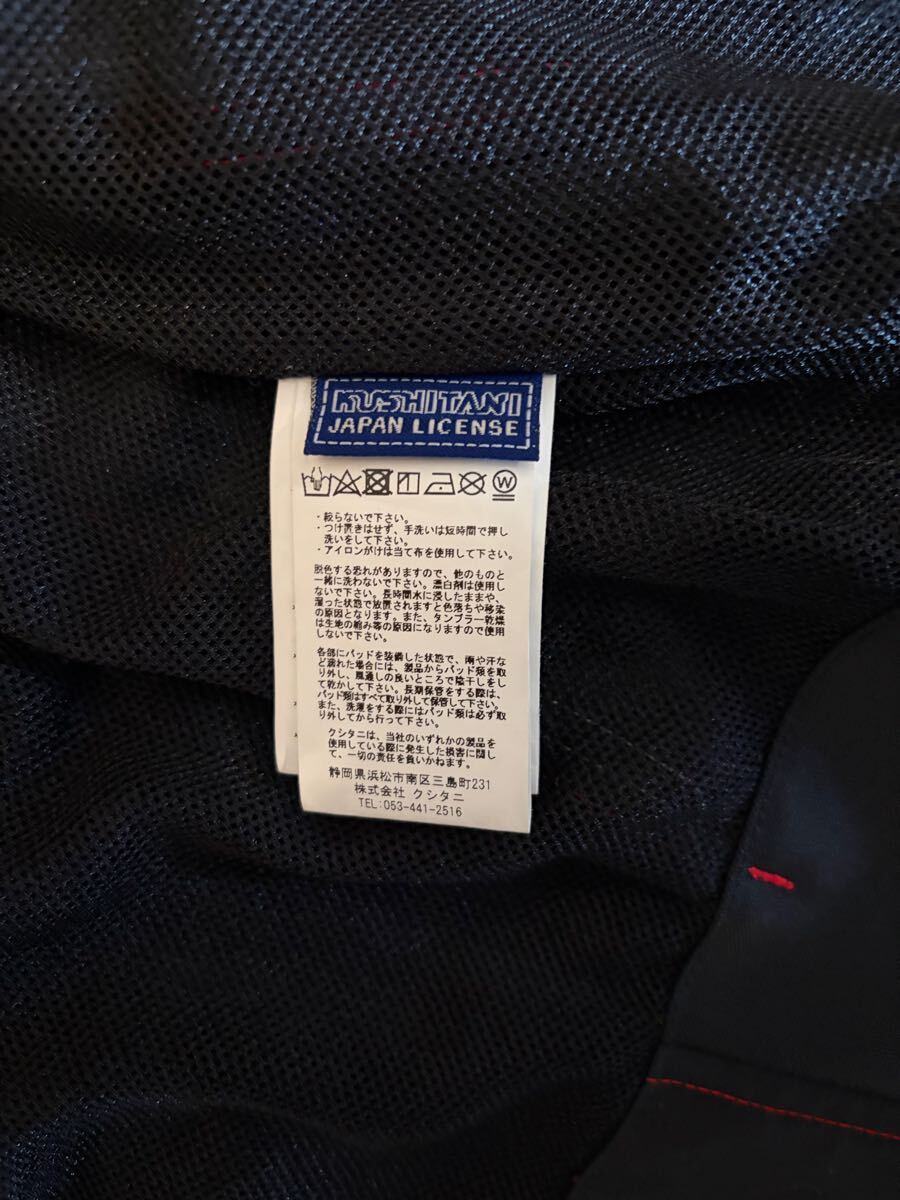 KUSHITANI
JAPAN LICENSE
W
・絞らないで下さい。
・つけ置きはせず、手洗いは短時間で押し
洗いをして下さい。
・アイロンがけは当て布を使用して下さい。
脱色する恐れがありますので、他のものと
一緒に洗わないで下さい。漂白剤は使用し
ないで下さい。長時間水に浸したままや、
湿った状態で放置されますと色落ちや移染
の原因となります。また、タンブラー乾燥
は生地の縮み等の原因になりますので使用
しないで下さい。
各部にパッドを装備した状態で、雨や汗な
ど濡れた場合には、製品からパッド類を取
り外し、風通しの良いところで陰干しをし
て乾かして下さい。長期保管をする際は、
パッド類はすべて取り外して保管して下さい。
また、洗濯をする際にはパッド類は必ず取
り外してから行って下さい。
クシタニは、当社のいずれかの製品を
使用している際に発生した損害に関し
て、一切の責任を負いかねます。
静岡県浜松市南区三島町231
株式会社 クシタニ
TEL:053-441-2516